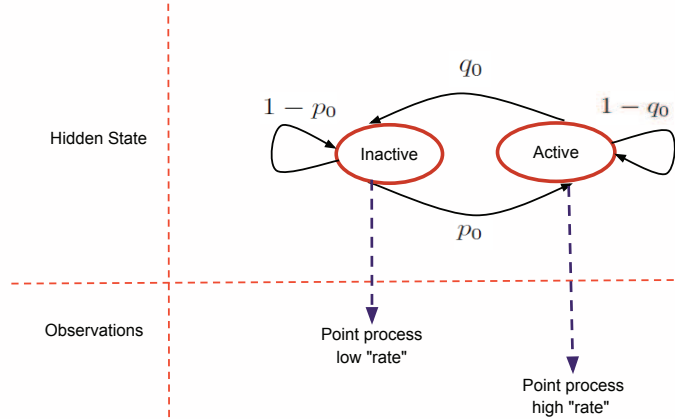 q₀
1 − p₀
1 − q₀
Hidden State
Inactive
Active
p₀
Observations
Point process
low "rate"
Point process
high "rate"